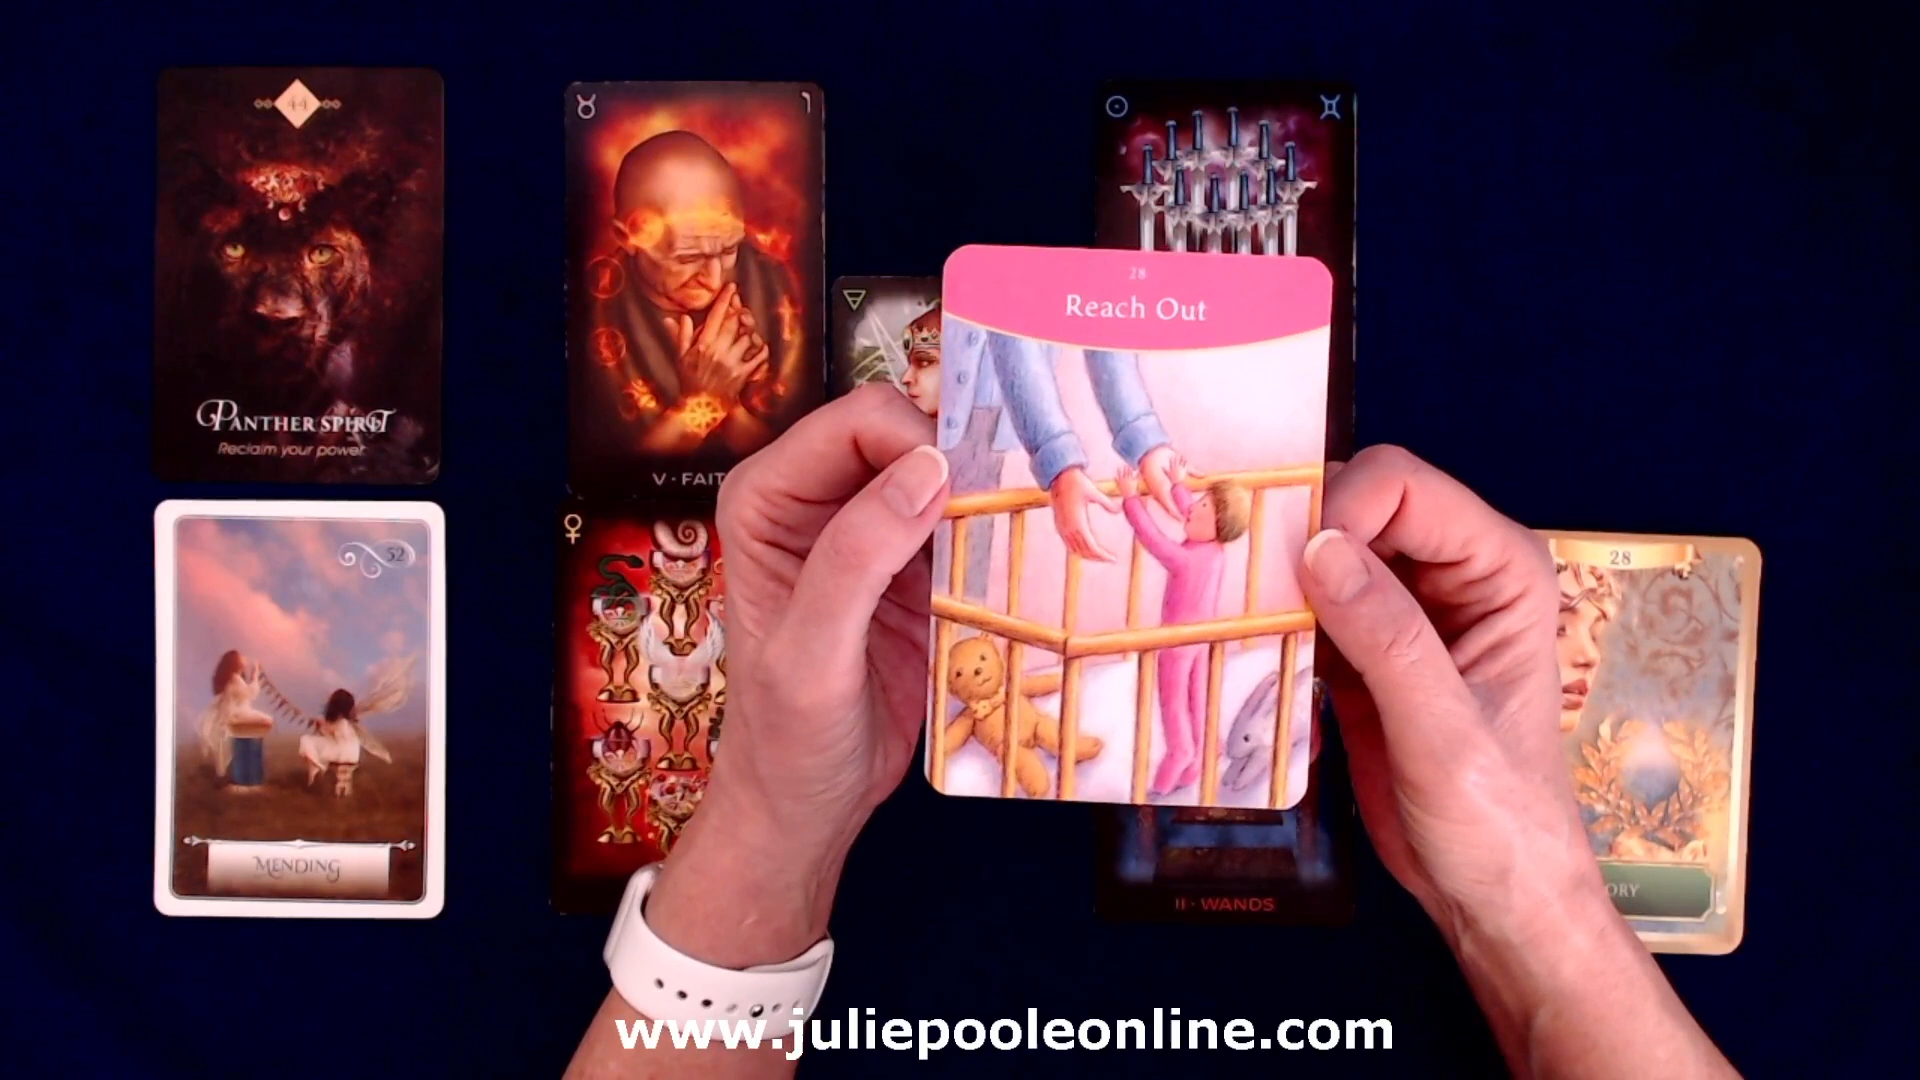 44
PANTHER SPIRIT
Reclaim your power
V · FAIT
28
Reach Out
52
MENDING
II · WANDS
28
ORY
www.juliepooleonline.com